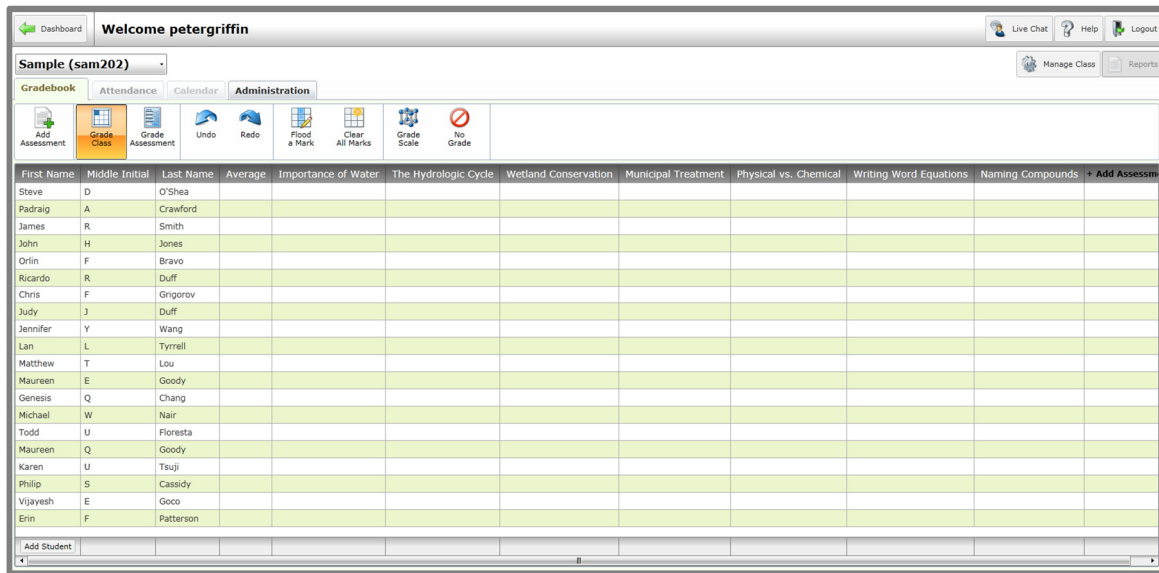 Dashboard Welcome petergriffin Live Chat Help Logout
Sample (sam202) Manage Class Reports
Gradebook Attendance Calendar Administration
Add Assessment Grade Class Grade Assessment Undo Redo Flood a Mark Clear All Marks Grade Scale No Grade
First Name Middle Initial Last Name Average Importance of Water The Hydrologic Cycle Wetland Conservation Municipal Treatment Physical vs. Chemical Writing Word Equations Naming Compounds + Add Assessm
Steve D O'Shea
Padraig A Crawford
James R Smith
John H Jones
Orlin F Bravo
Ricardo R Duff
Chris F Grigorov
Judy J Duff
Jennifer Y Wang
Lan L Tyrrell
Matthew T Lou
Maureen E Goody
Genesis Q Chang
Michael W Nair
Todd U Floresta
Maureen Q Goody
Karen U Tsuji
Philip S Cassidy
Vijayesh E Goco
Erin F Patterson
Add Student